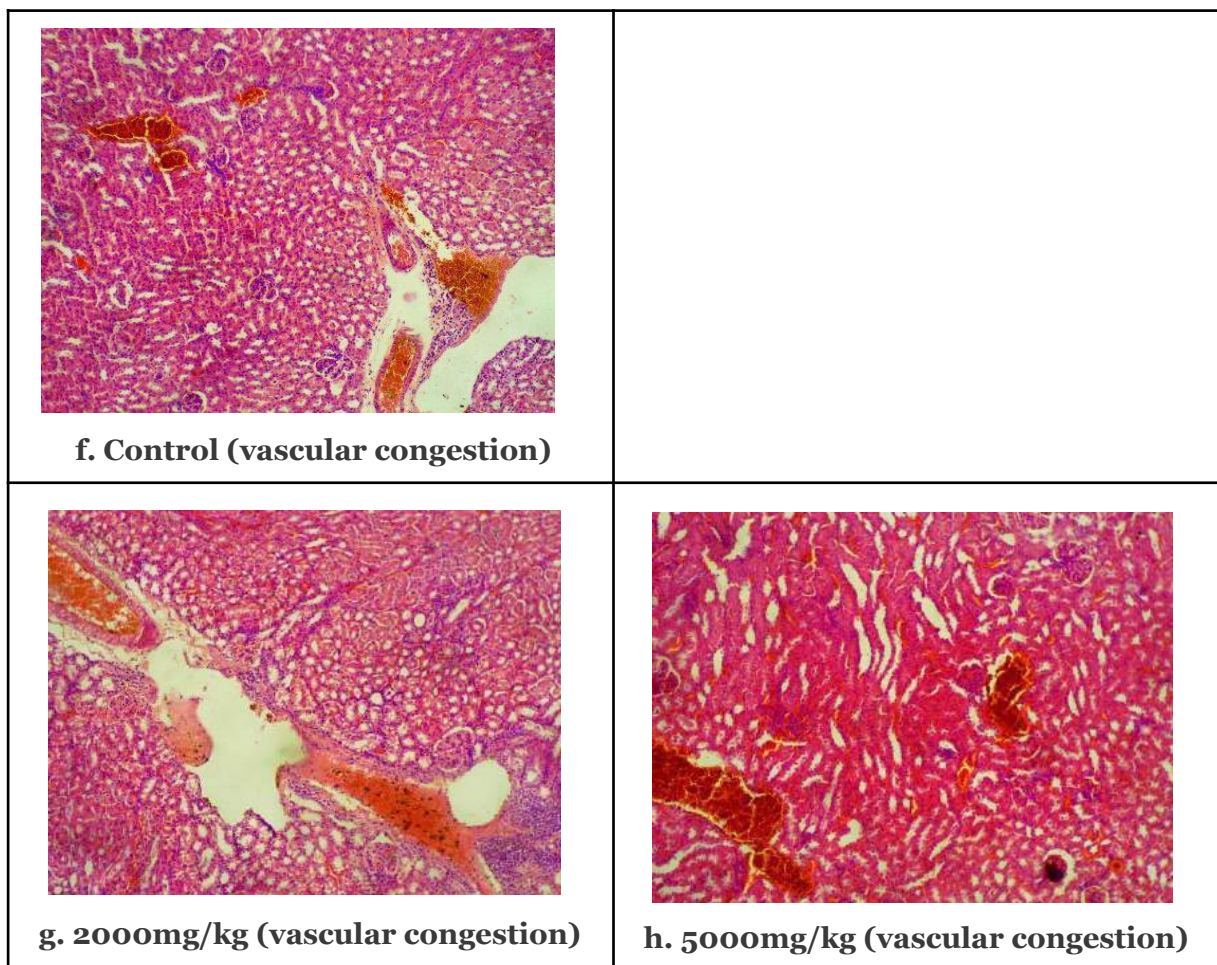 f. Control (vascular congestion)
g. 2000mg/kg (vascular congestion)
h. 5000mg/kg (vascular congestion)